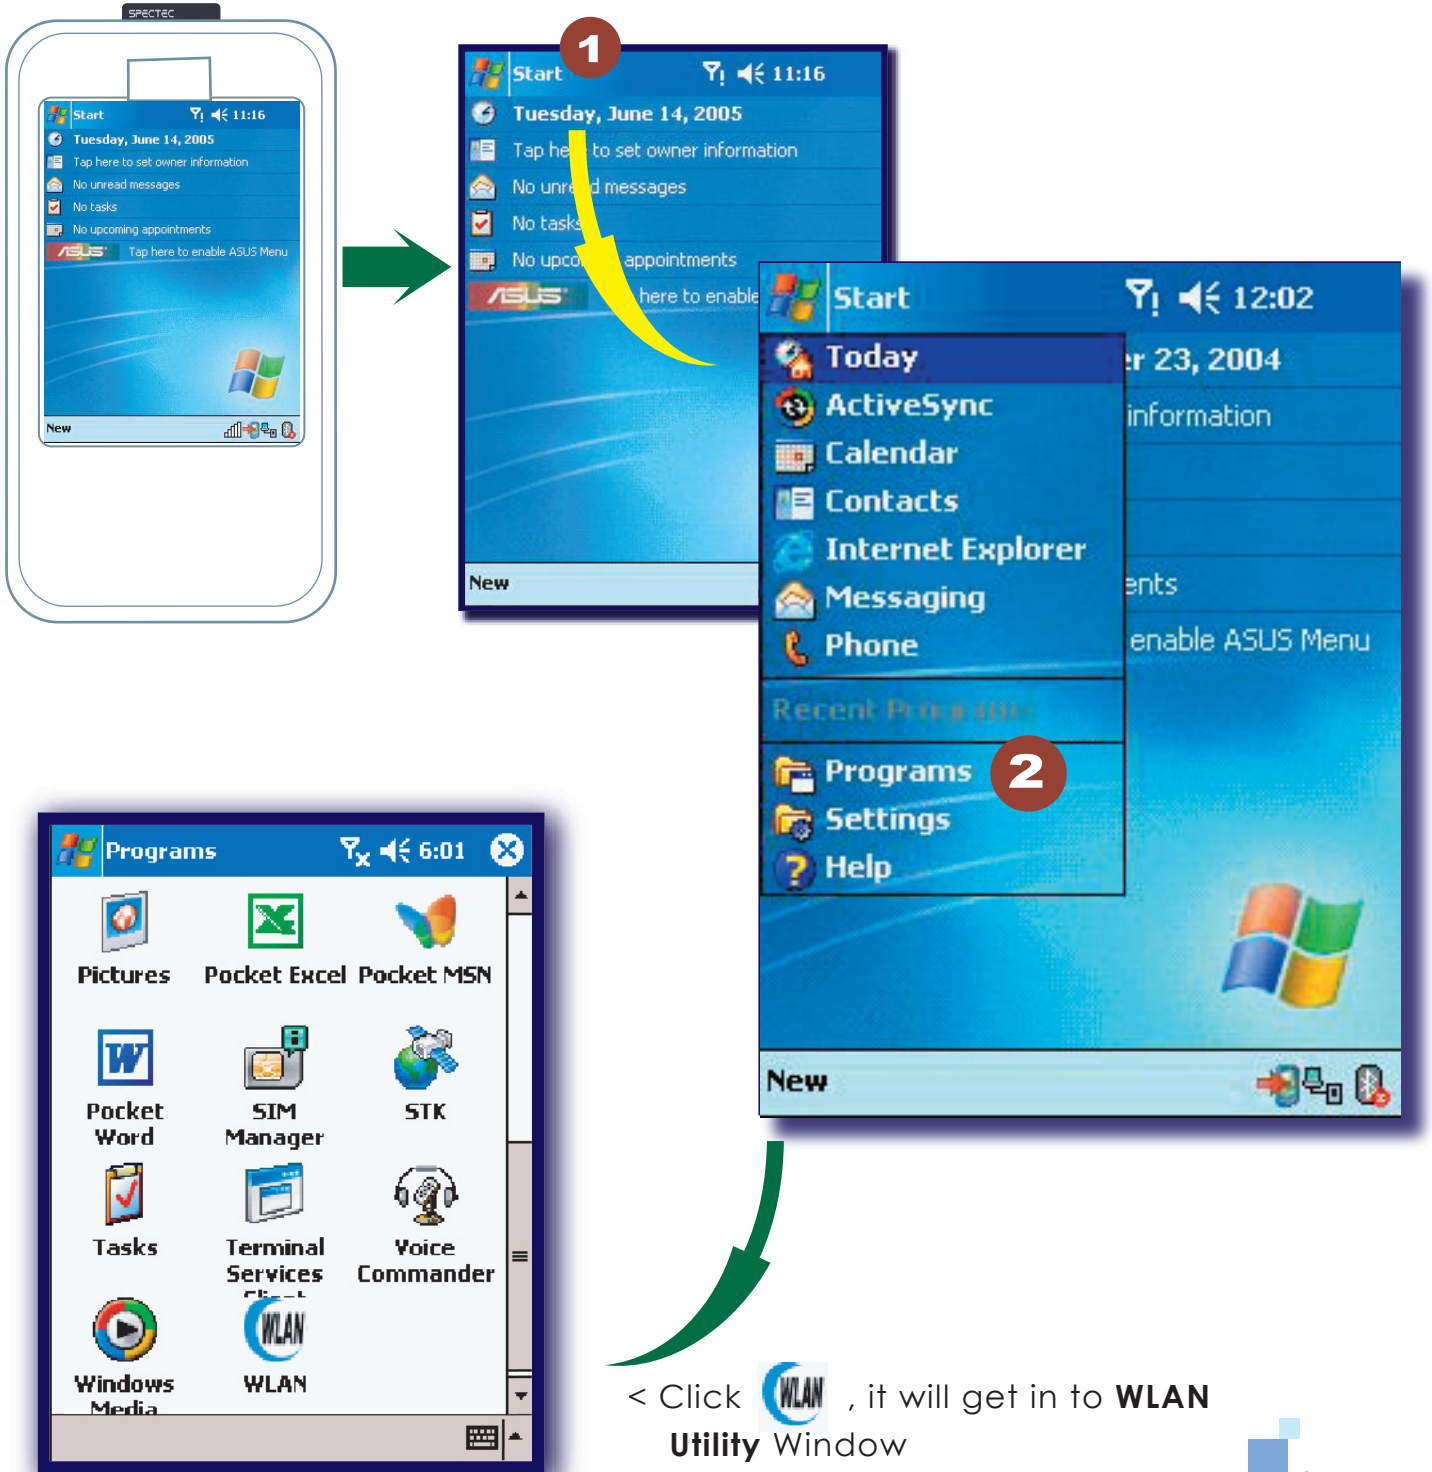 SPECTEC
Start 11:16
Tuesday, June 14, 2005
Tap here to set owner information
No unread messages
No tasks
No upcoming appointments
ASUS Tap here to enable ASUS Menu
New
1
Start 11:16
Tuesday, June 14, 2005
Tap he e to set owner information
No unre d messages
No tasks
No upco appointments
ASUS here to enable
New
Start 12:02
Today er 23, 2004
ActiveSync information
Calendar
Contacts
Internet Explorer
Messaging ents
Phone enable ASUS Menu
Recent Programs
Programs 2
Settings
Help
New
Programs 6:01
Pictures Pocket Excel Pocket MSN
Pocket Word SIM Manager STK
Tasks Terminal Services Client Voice Commander
WLAN
Windows Media WLAN
< Click WLAN , it will get in to WLAN
Utility Window